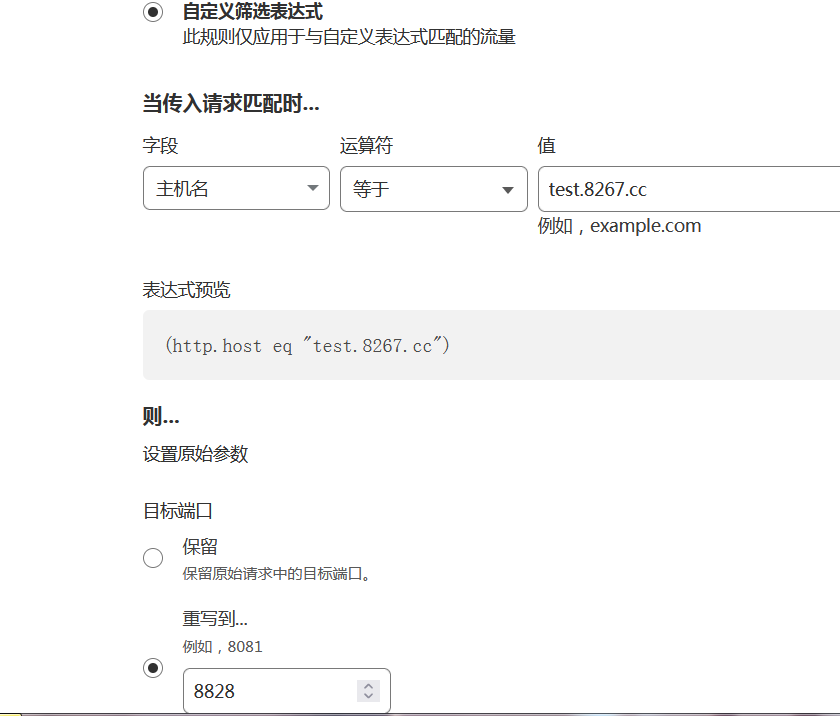 自定义筛选表达式
此规则仅应用于与自定义表达式匹配的流量
当传入请求匹配时...
字段 运算符 值
主机名 等于 test.8267.cc
例如，example.com
表达式预览
(http.host eq "test.8267.cc")
则...
设置原始参数
目标端口
保留
保留原始请求中的目标端口。
重写到...
例如，8081
8828